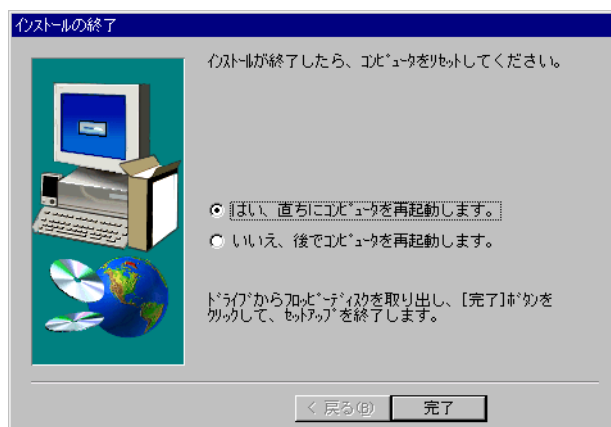 インストールの終了
インストールが終了したら、コンピュータをリセットしてください。
はい、直ちにコンピュータを再起動します。
いいえ、後でコンピュータを再起動します。
ドライブからフロッピーディスクを取り出し、[完了]ボタンを
クリックして、セットアップを終了します。
< 戻る(B)
完了